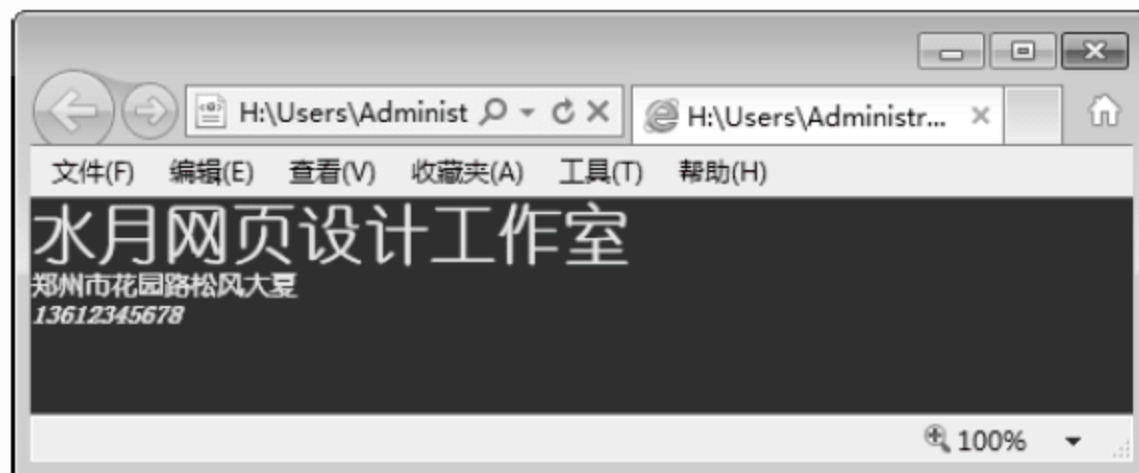 H:\Users\Administ
H:\Users\Administr...
文件(F) 编辑(E) 查看(V) 收藏夹(A) 工具(T) 帮助(H)
水月网页设计工作室
郑州市花园路松风大夏
13612345678
100%